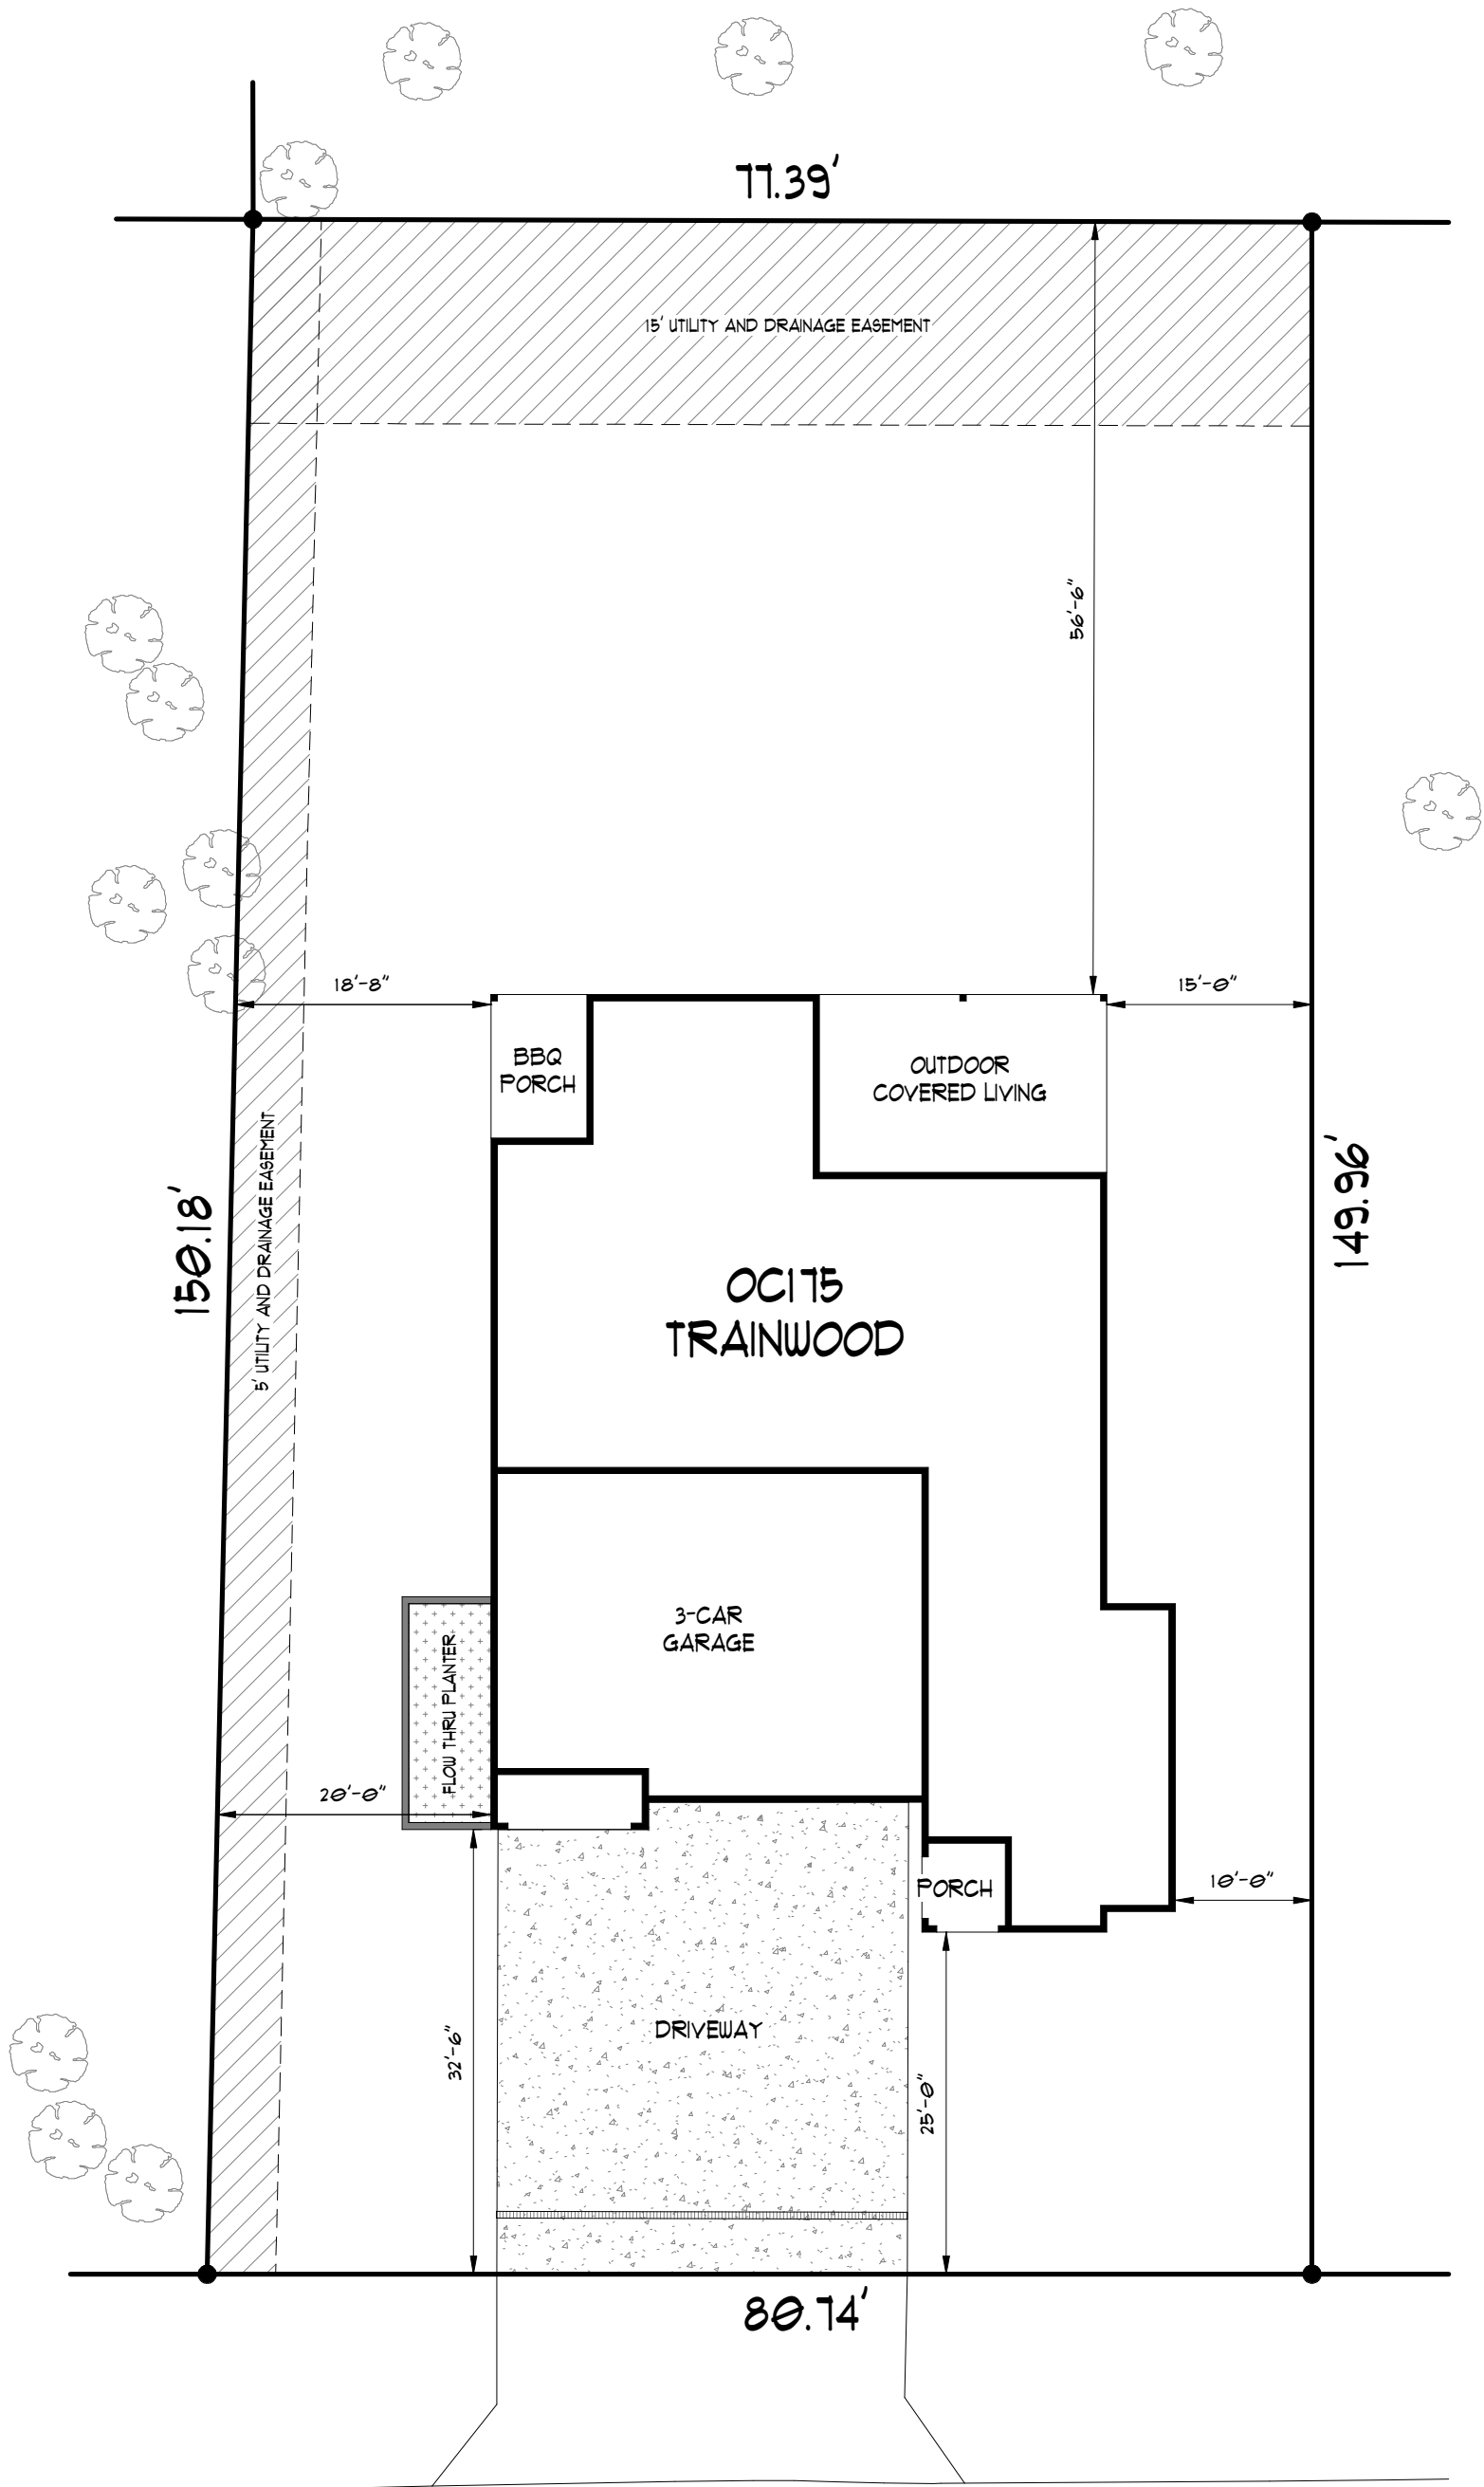 77.39'
15' UTILITY AND DRAINAGE EASEMENT
56'-6"
18'-8"
15'-0"
BBQ
PORCH
OUTDOOR
COVERED LIVING
5' UTILITY AND DRAINAGE EASEMENT
150.18'
149.96'
OC175
TRAINWOOD
3-CAR
GARAGE
FLOW THRU PLANTER
20'-0"
PORCH
10'-0"
DRIVEWAY
32'-6"
25'-0"
80.74'